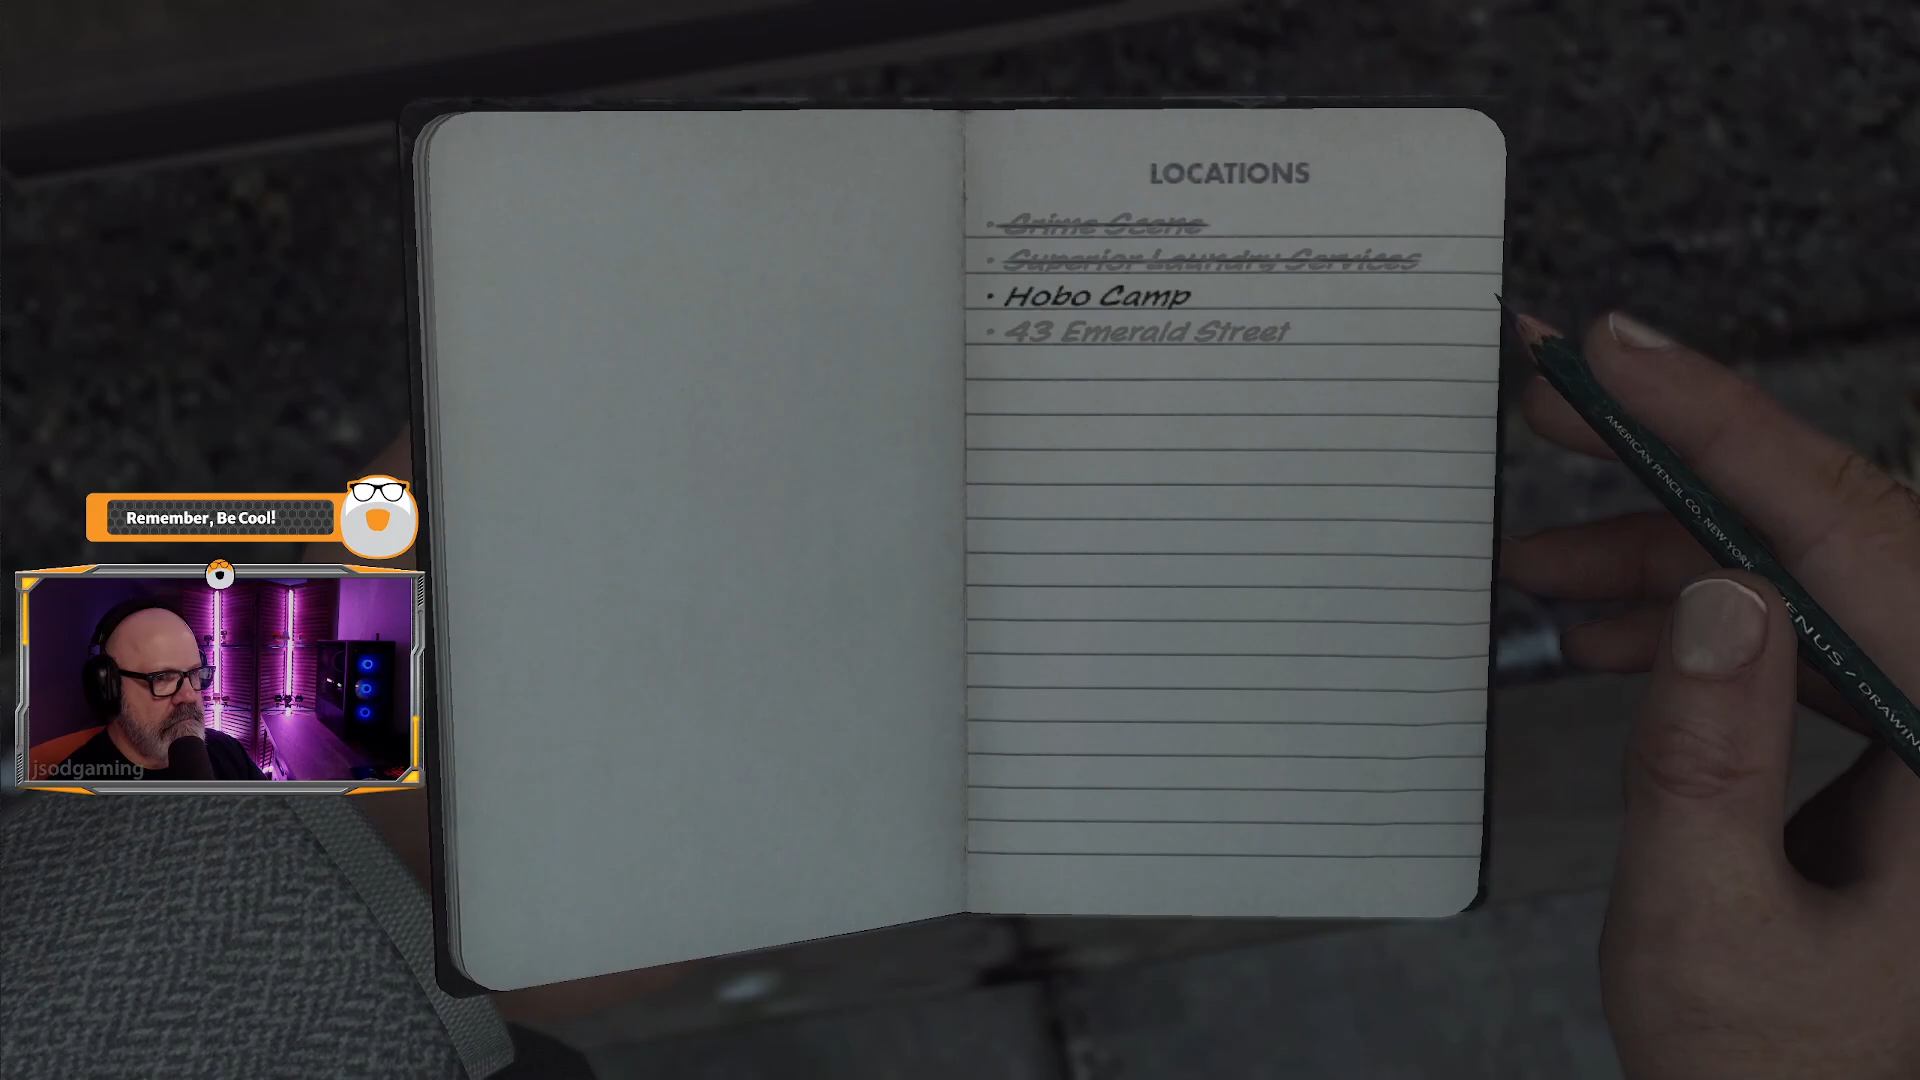 LOCATIONS
• Crime Scene
• Superior Laundry Services
• Hobo Camp
• 43 Emerald Street
Remember, Be Cool!
jsodgaming
AMERICAN PENCIL CO. NEW YORK
VENUS / DRAWING